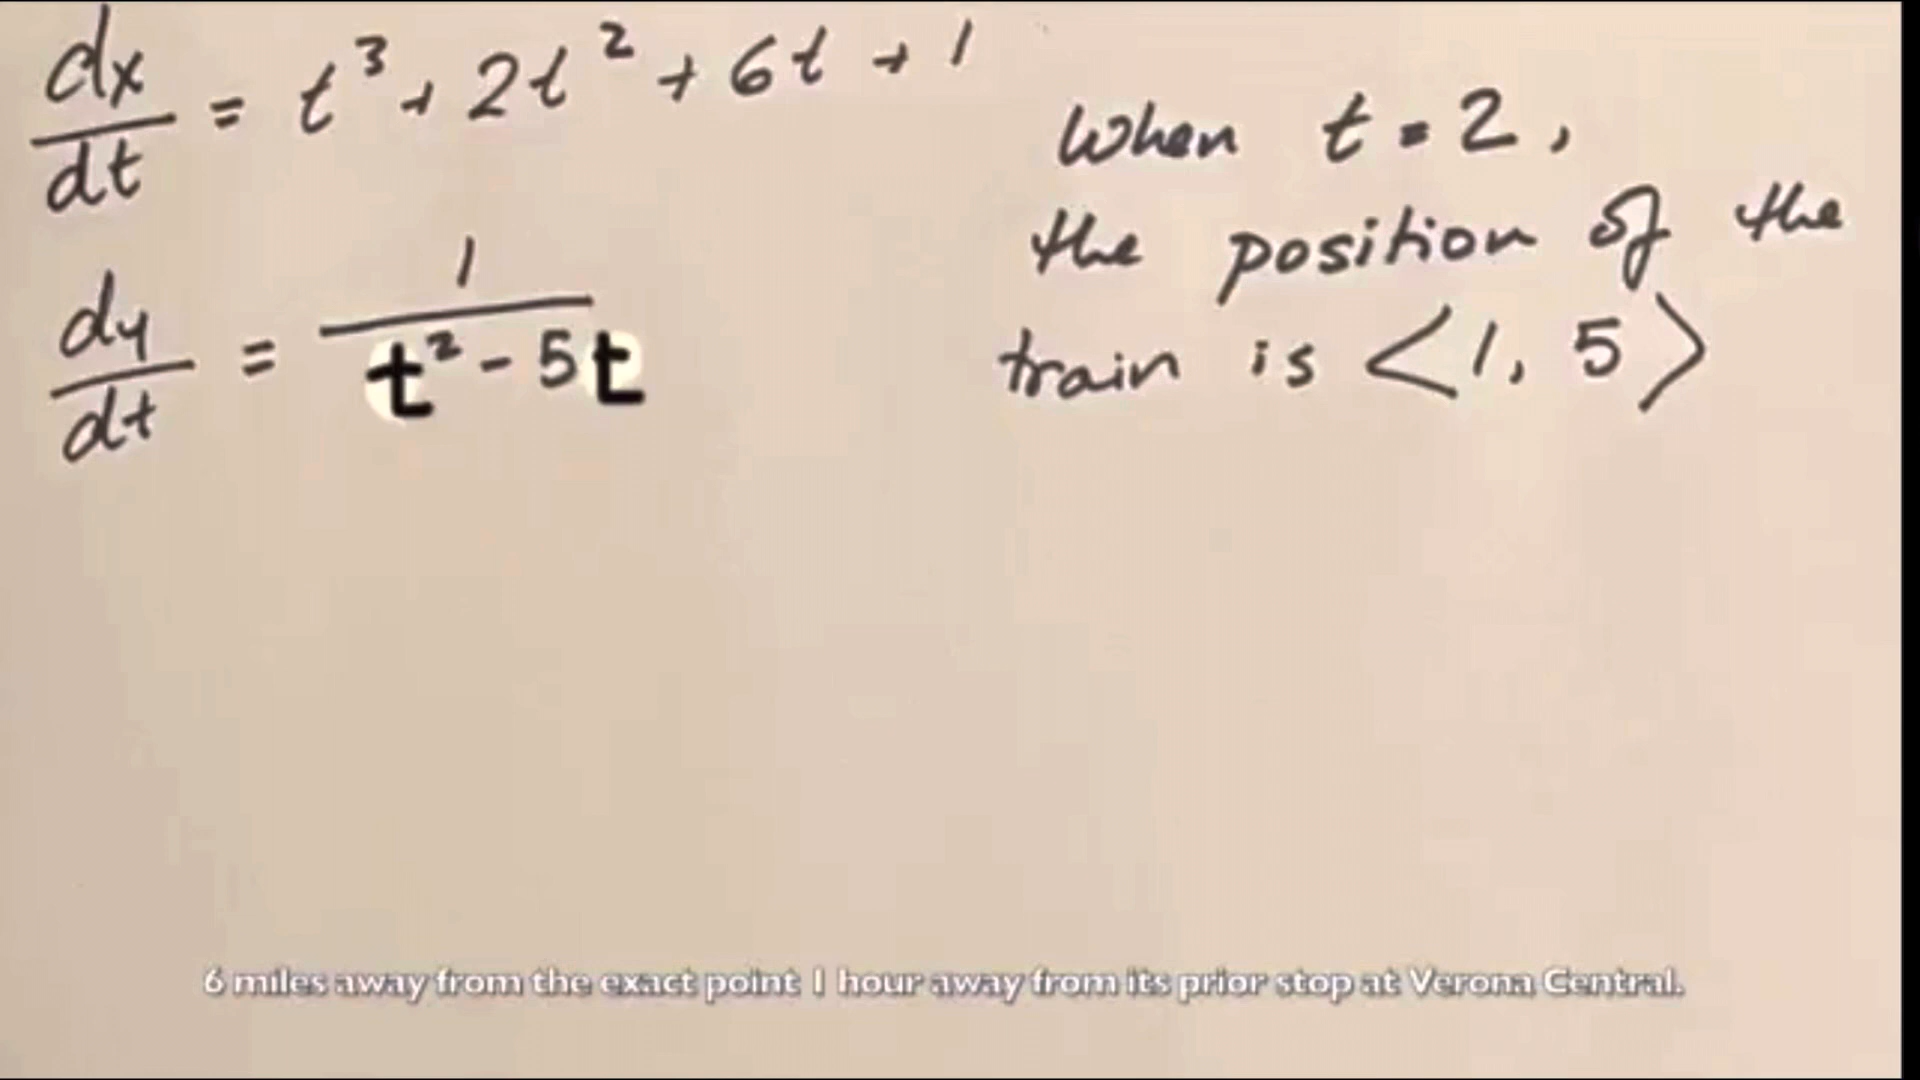 dx/dt = t³ + 2t² + 6t + 1
dy/dt = 1/(t² - 5t)
When t = 2,
the position of the
train is <1, 5>
6 miles away from the exact point 1 hour away from its prior stop at Verona Central.